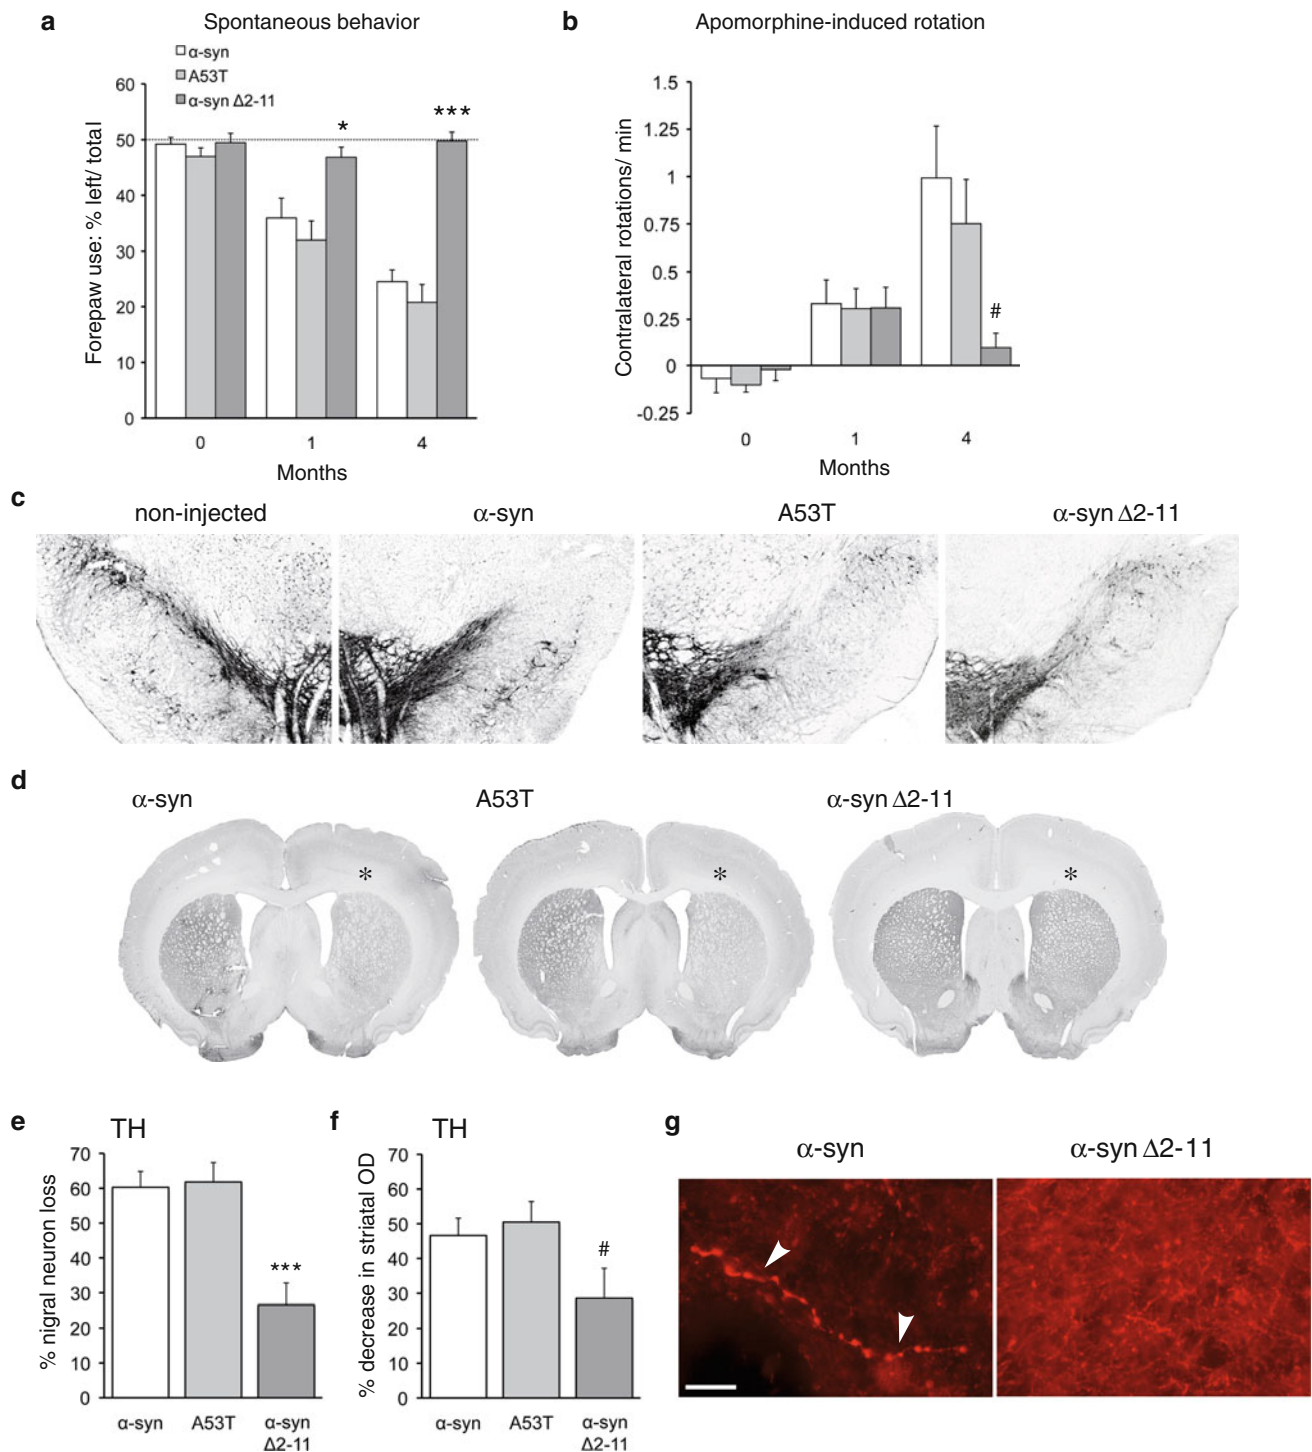 a
Spontaneous behavior
α-syn
A53T
α-syn Δ2-11
Forepaw use: % left/ total
60
50
40
30
20
10
0
*
***
0 1 4
Months
b
Apomorphine-induced rotation
Contralateral rotations/ min
1.5
1.25
1
0.75
0.5
0.25
0
-0.25
#
0 1 4
Months
c
non-injected α-syn A53T α-syn Δ2-11
d
α-syn A53T α-syn Δ2-11
* * *
e
TH
% nigral neuron loss
70
60
50
40
30
20
10
0
***
α-syn A53T α-syn
Δ2-11
f
TH
% decrease in striatal OD
70
60
50
40
30
20
10
0
#
α-syn A53T α-syn
Δ2-11
g
α-syn α-syn Δ2-11